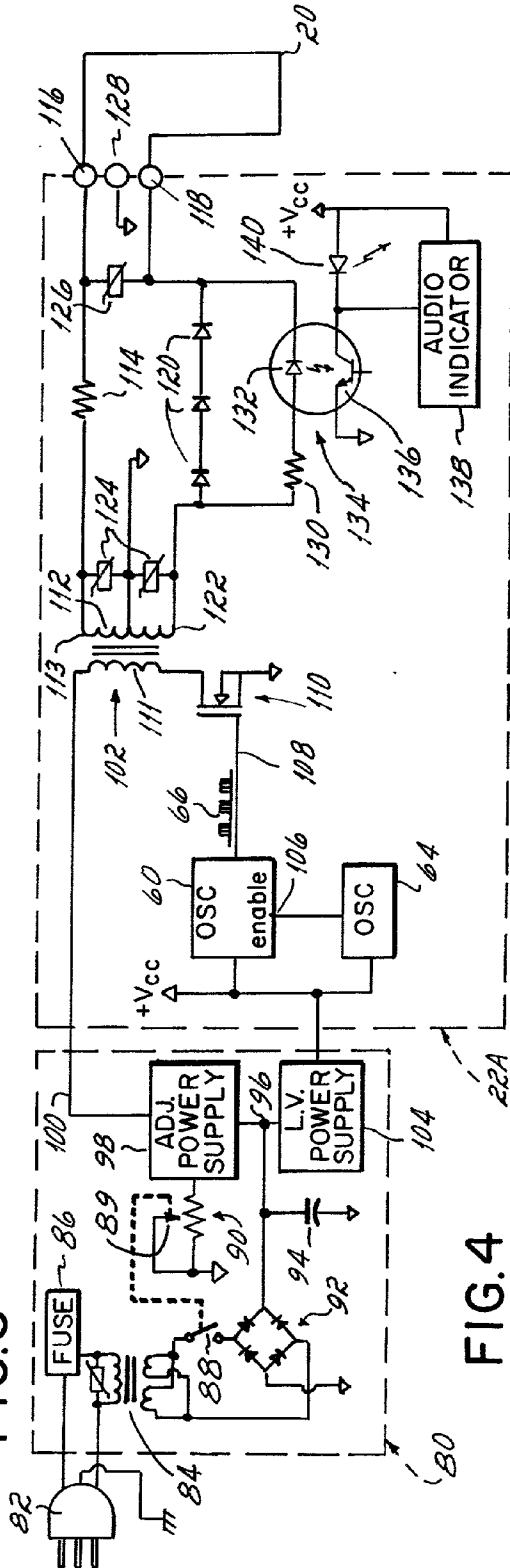 82
86
FUSE
84
88
89
90
92
94
98
ADJ.
POWER
SUPPLY
96
L.V.
POWER
SUPPLY
104
80
100
102
111
113
112
124
122
114
126
116
128
118
20
120
+Vcc
60
OSC
enable
106
OSC
64
66
108
110
130
132
134
136
140
+Vcc
AUDIO
INDICATOR
138
22A
FIG.4